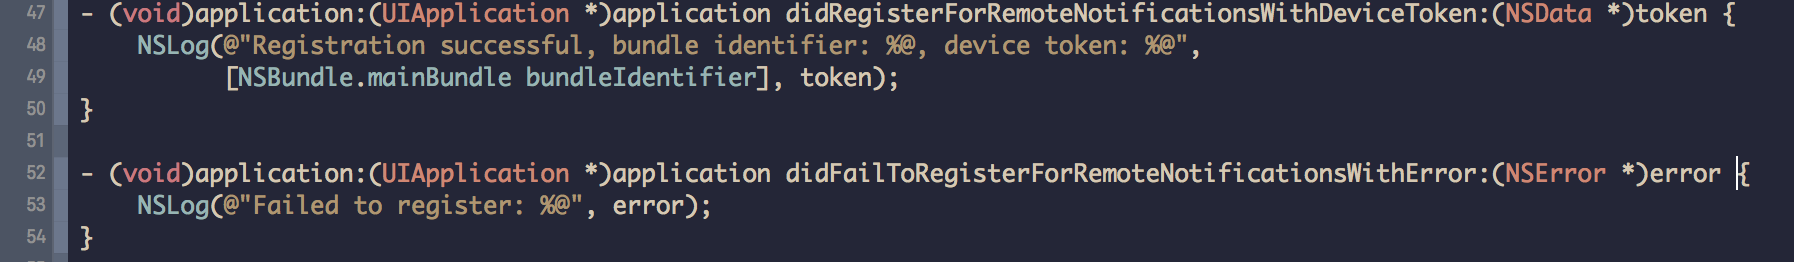 47 - (void)application:(UIApplication *)application didRegisterForRemoteNotificationsWithDeviceToken:(NSData *)token {
48 NSLog(@"Registration successful, bundle identifier: %@, device token: %@",
49 [NSBundle.mainBundle bundleIdentifier], token);
50 }
51
52 - (void)application:(UIApplication *)application didFailToRegisterForRemoteNotificationsWithError:(NSError *)error {
53 NSLog(@"Failed to register: %@", error);
54 }